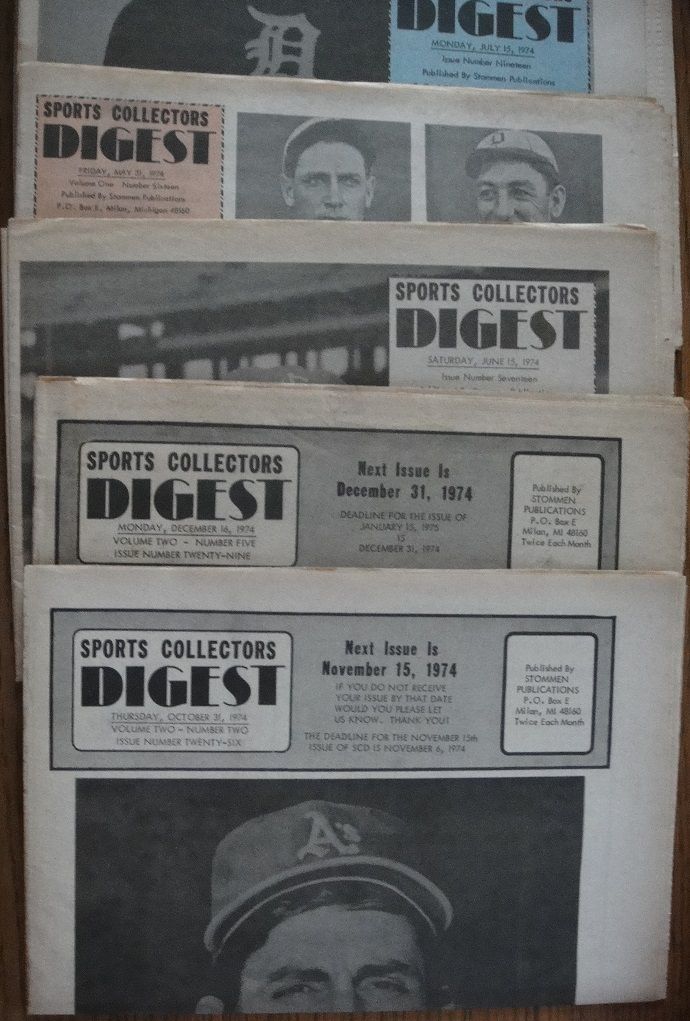 DIGEST
MONDAY, JULY 15, 1974
Issue Number Nineteen
Published By Stommen Publications
D
SPORTS COLLECTORS
DIGEST
FRIDAY, MAY 31, 1974
Volume One Number Sixteen
Published By Stommen Publications
P.O. Box E, Milan, Michigan 48160
D
SPORTS COLLECTORS
DIGEST
SATURDAY, JUNE 15, 1974
Issue Number Seventeen
SPORTS COLLECTORS
DIGEST
MONDAY, DECEMBER 16, 1974
VOLUME TWO - NUMBER FIVE
ISSUE NUMBER TWENTY-NINE
Next Issue Is
December 31, 1974
DEADLINE FOR THE ISSUE OF
JANUARY 15, 1975
IS
DECEMBER 31, 1974
Published By
STOMMEN
PUBLICATIONS
P.O. Box E
Milan, MI 48160
Twice Each Month
SPORTS COLLECTORS
DIGEST
THURSDAY, OCTOBER 31, 1974
VOLUME TWO - NUMBER TWO
ISSUE NUMBER TWENTY-SIX
Next Issue Is
November 15, 1974
IF YOU DO NOT RECEIVE
YOUR ISSUE BY THAT DATE
WOULD YOU PLEASE LET
US KNOW. THANK YOU!
THE DEADLINE FOR THE NOVEMBER 15th
ISSUE OF SCD IS NOVEMBER 6, 1974
Published By
STOMMEN
PUBLICATIONS
P.O. Box E
Milan, MI 48160
Twice Each Month
A's